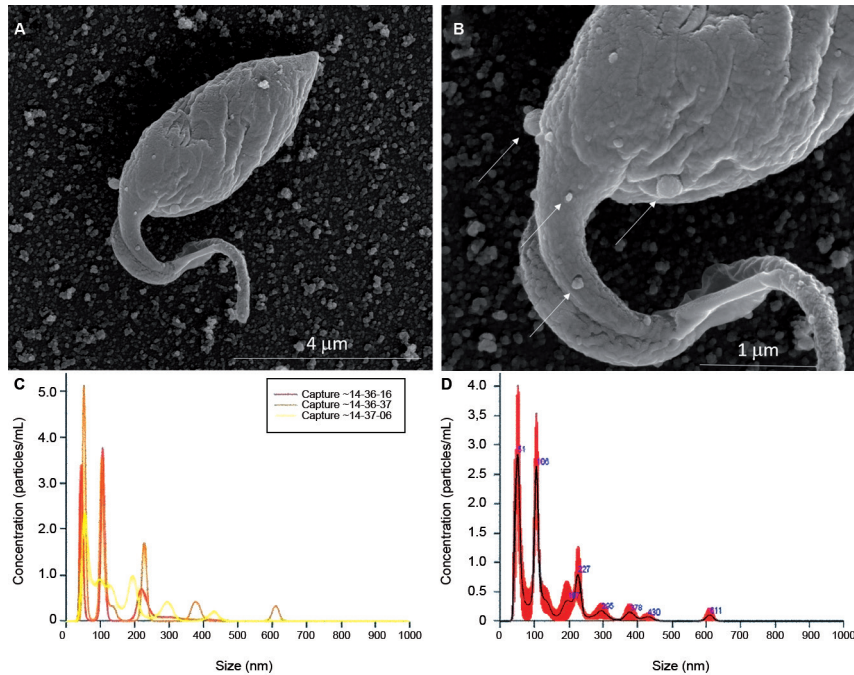 A
4 μm
B
1 μm
C
Capture ~14-36-16
Capture ~14-36-37
Capture ~14-37-06
5.0
4.0
3.0
2.0
1.0
0
Concentration (particles/mL)
0 100 200 300 400 500 600 700 800 900 1000
Size (nm)
D
4.0
3.5
3.0
2.5
2.0
1.5
1.0
0.5
0
Concentration (particles/mL)
106
227
378
430
0 100 200 300 400 500 600 700 800 900 1000
Size (nm)